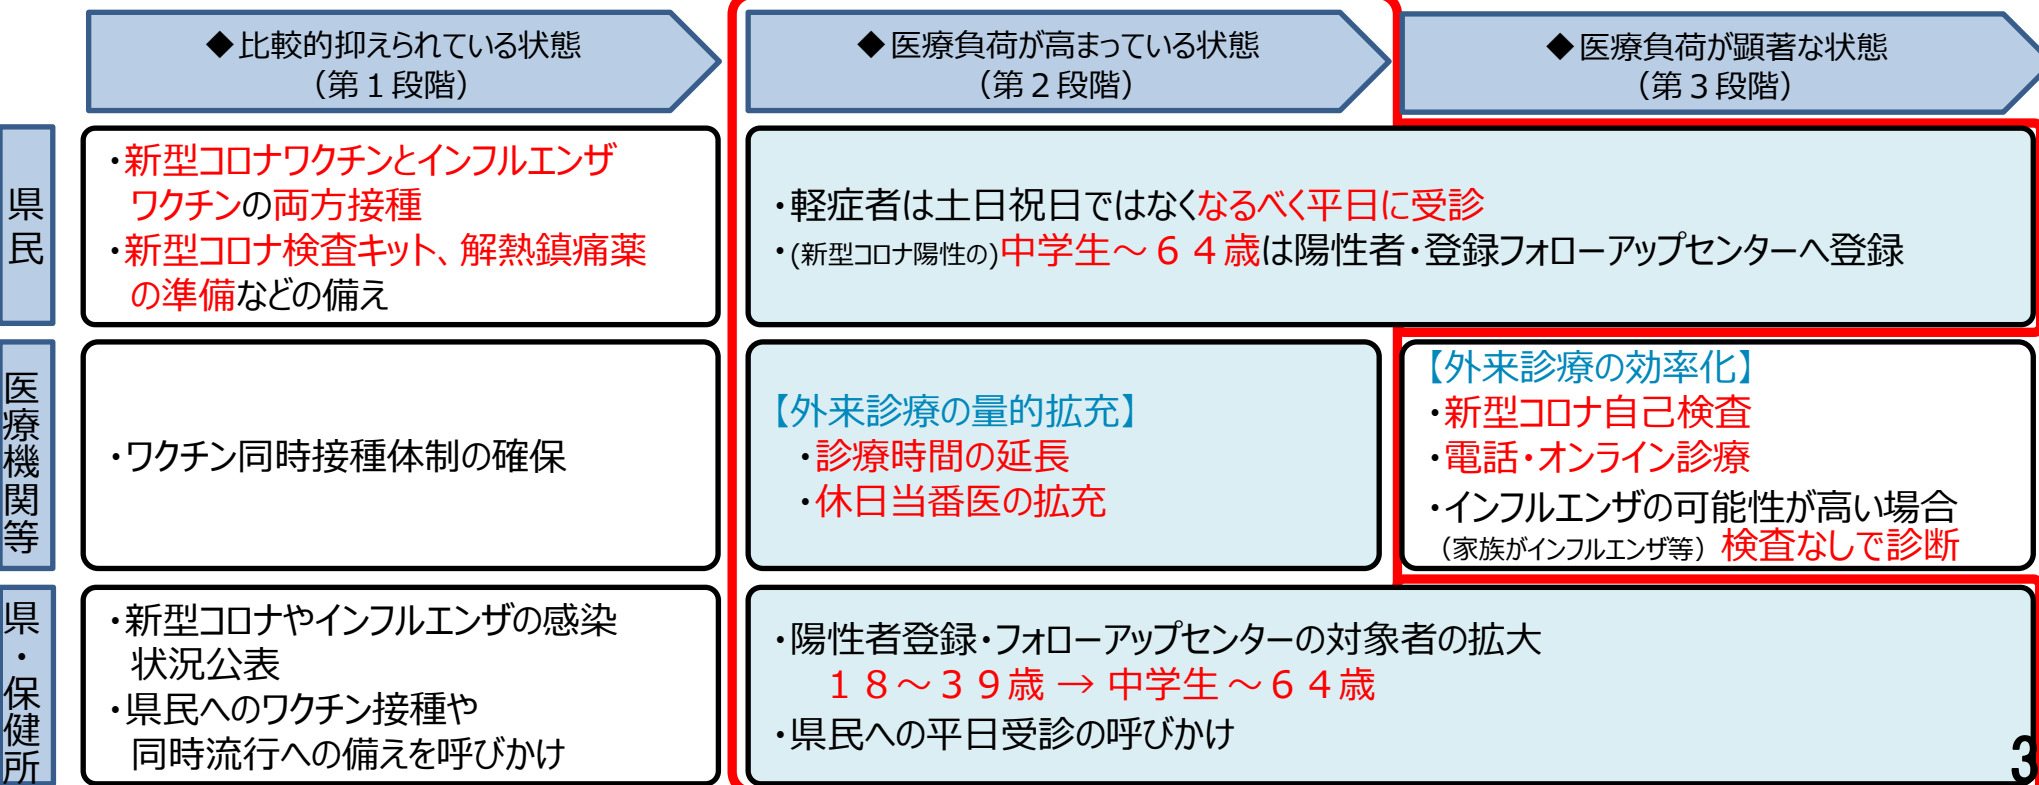 ◆比較的抑えられている状態
（第１段階）
◆医療負荷が高まっている状態
（第２段階）
◆医療負荷が顕著な状態
（第３段階）
県民
・新型コロナワクチンとインフルエンザ
ワクチンの両方接種
・新型コロナ検査キット、解熱鎮痛薬
の準備などの備え
・軽症者は土日祝日ではなくなるべく平日に受診
・(新型コロナ陽性の)中学生～６４歳は陽性者・登録フォローアップセンターへ登録
医療機関等
・ワクチン同時接種体制の確保
【外来診療の量的拡充】
・診療時間の延長
・休日当番医の拡充
【外来診療の効率化】
・新型コロナ自己検査
・電話・オンライン診療
・インフルエンザの可能性が高い場合
（家族がインフルエンザ等）検査なしで診断
県・保健所
・新型コロナやインフルエンザの感染
状況公表
・県民へのワクチン接種や
同時流行への備えを呼びかけ
・陽性者登録・フォローアップセンターの対象者の拡大
１８～３９歳 → 中学生 ～６４歳
・県民への平日受診の呼びかけ
3